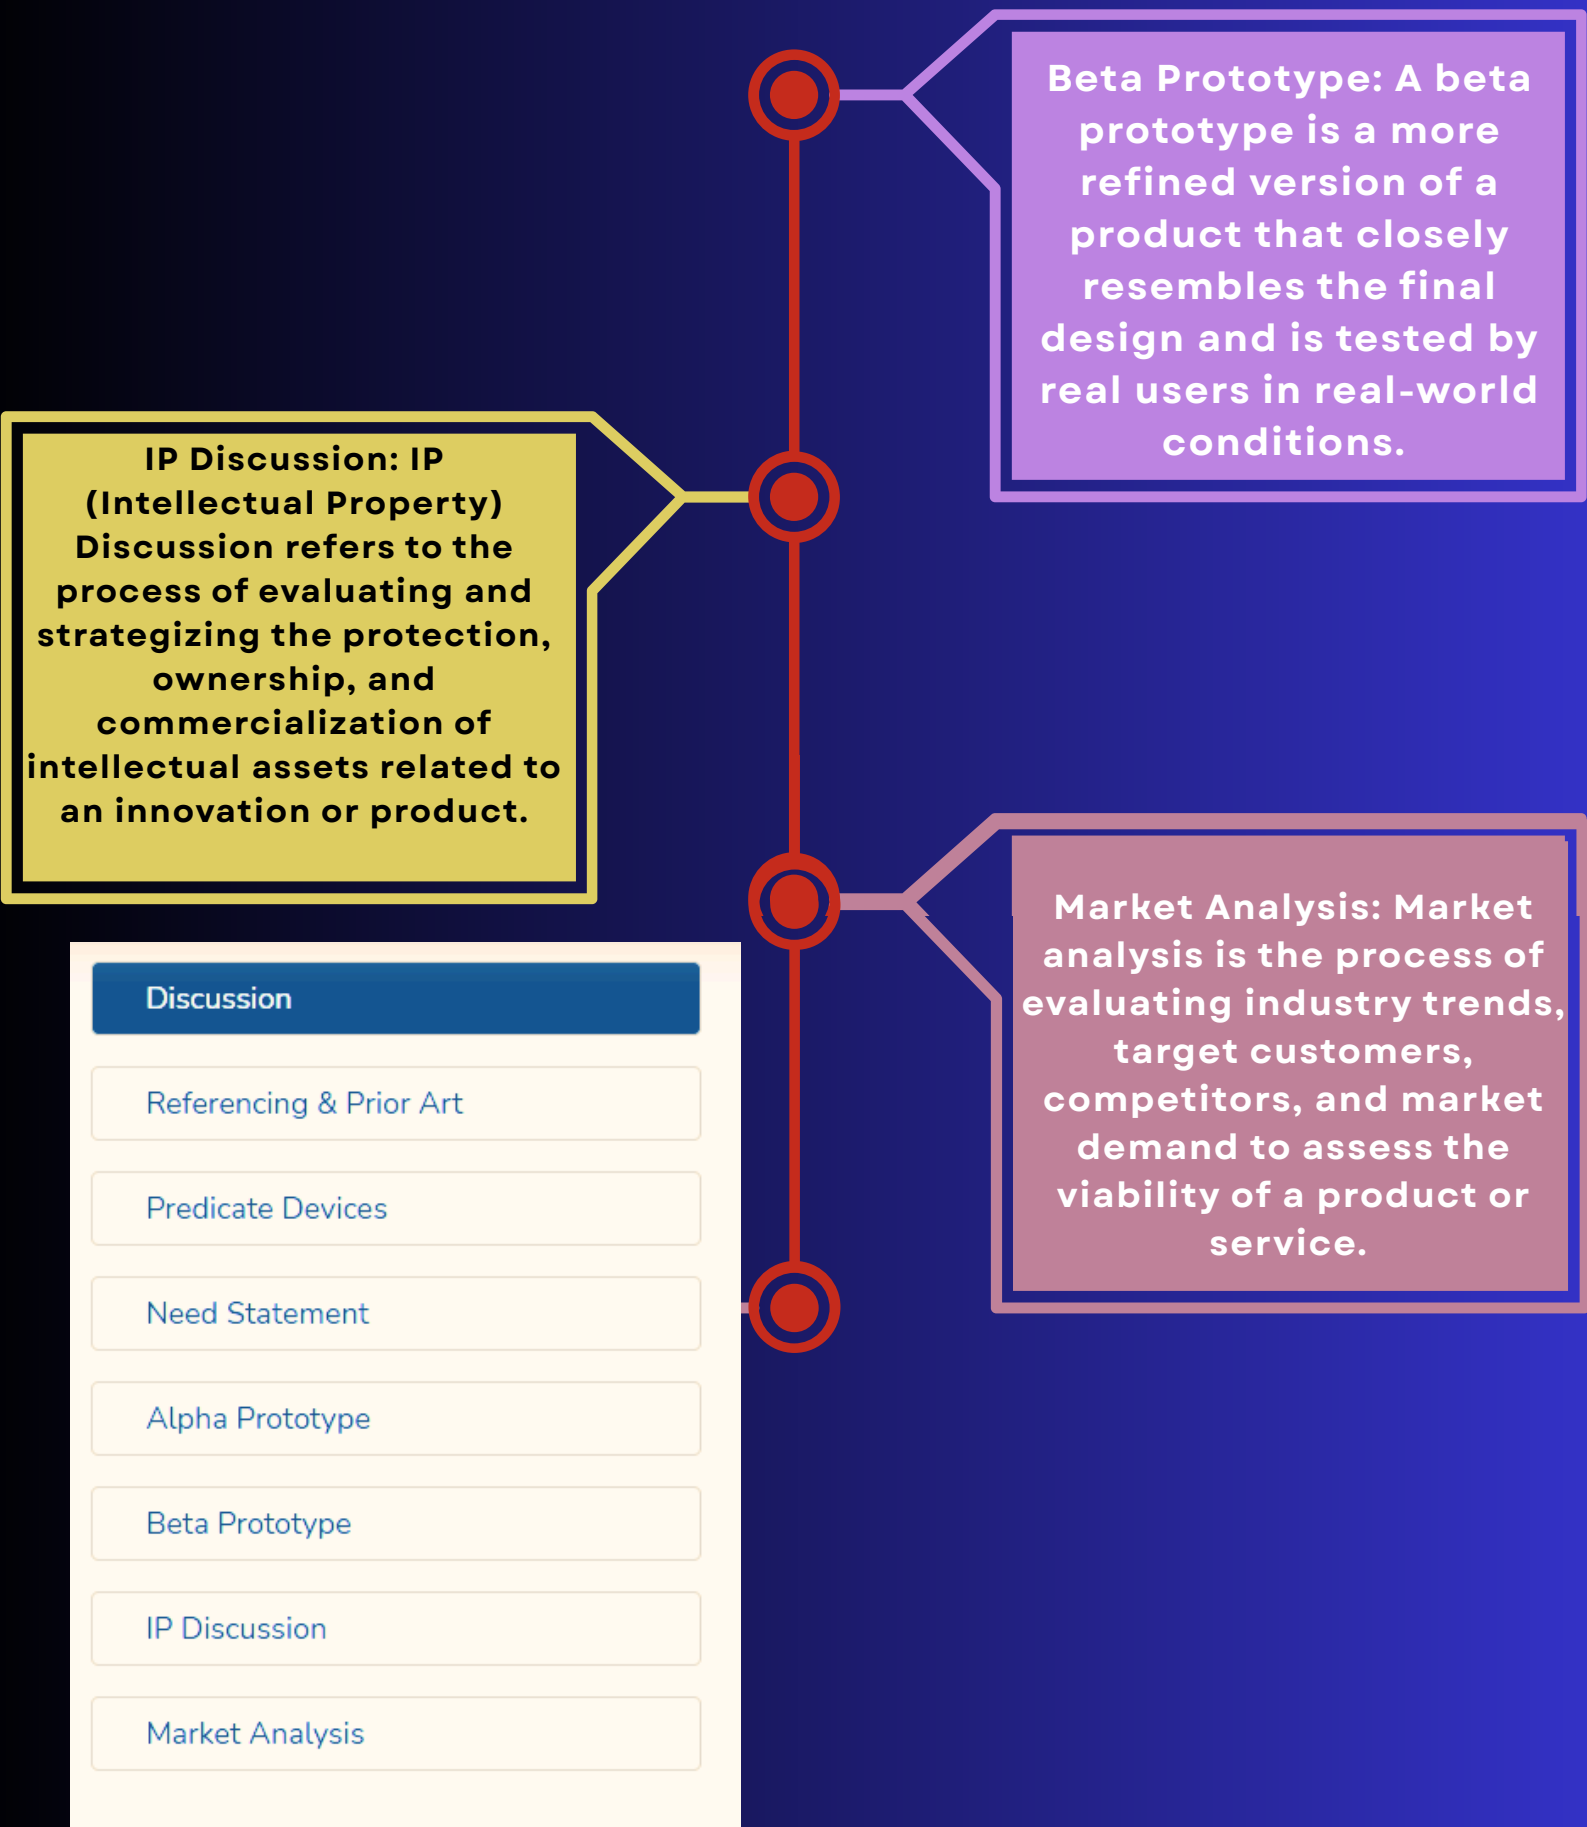 Beta Prototype: A beta
prototype is a more
refined version of a
product that closely
resembles the final
design and is tested by
real users in real-world
conditions.
IP Discussion: IP
(Intellectual Property)
Discussion refers to the
process of evaluating and
strategizing the protection,
ownership, and
commercialization of
intellectual assets related to
an innovation or product.
Market Analysis: Market
analysis is the process of
evaluating industry trends,
target customers,
competitors, and market
demand to assess the
viability of a product or
service.
Discussion
Referencing & Prior Art
Predicate Devices
Need Statement
Alpha Prototype
Beta Prototype
IP Discussion
Market Analysis